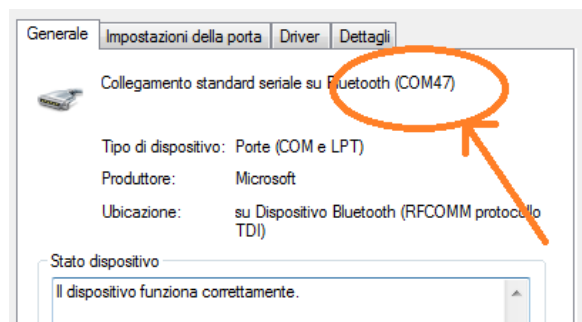 Generale Impostazioni della porta Driver Dettagli
Collegamento standard seriale su Bluetooth (COM47)
Tipo di dispositivo: Porte (COM e LPT)
Produttore: Microsoft
Ubicazione: su Dispositivo Bluetooth (RFCOMM protocollo
TDI)
Stato dispositivo
Il dispositivo funziona correttamente.